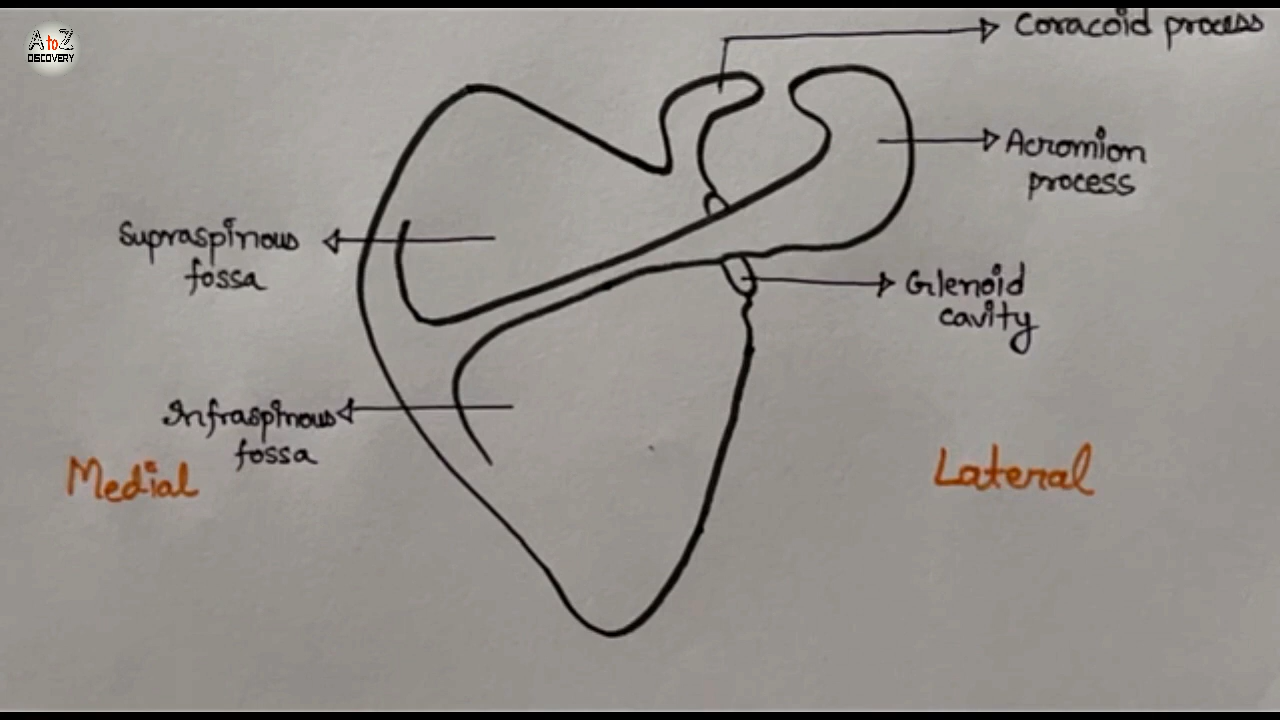 A to Z
DISCOVERY
Coracoid process
Acromion
process
Supraspinous
fossa
Glenoid
cavity
Infraspinous
fossa
Medial
Lateral